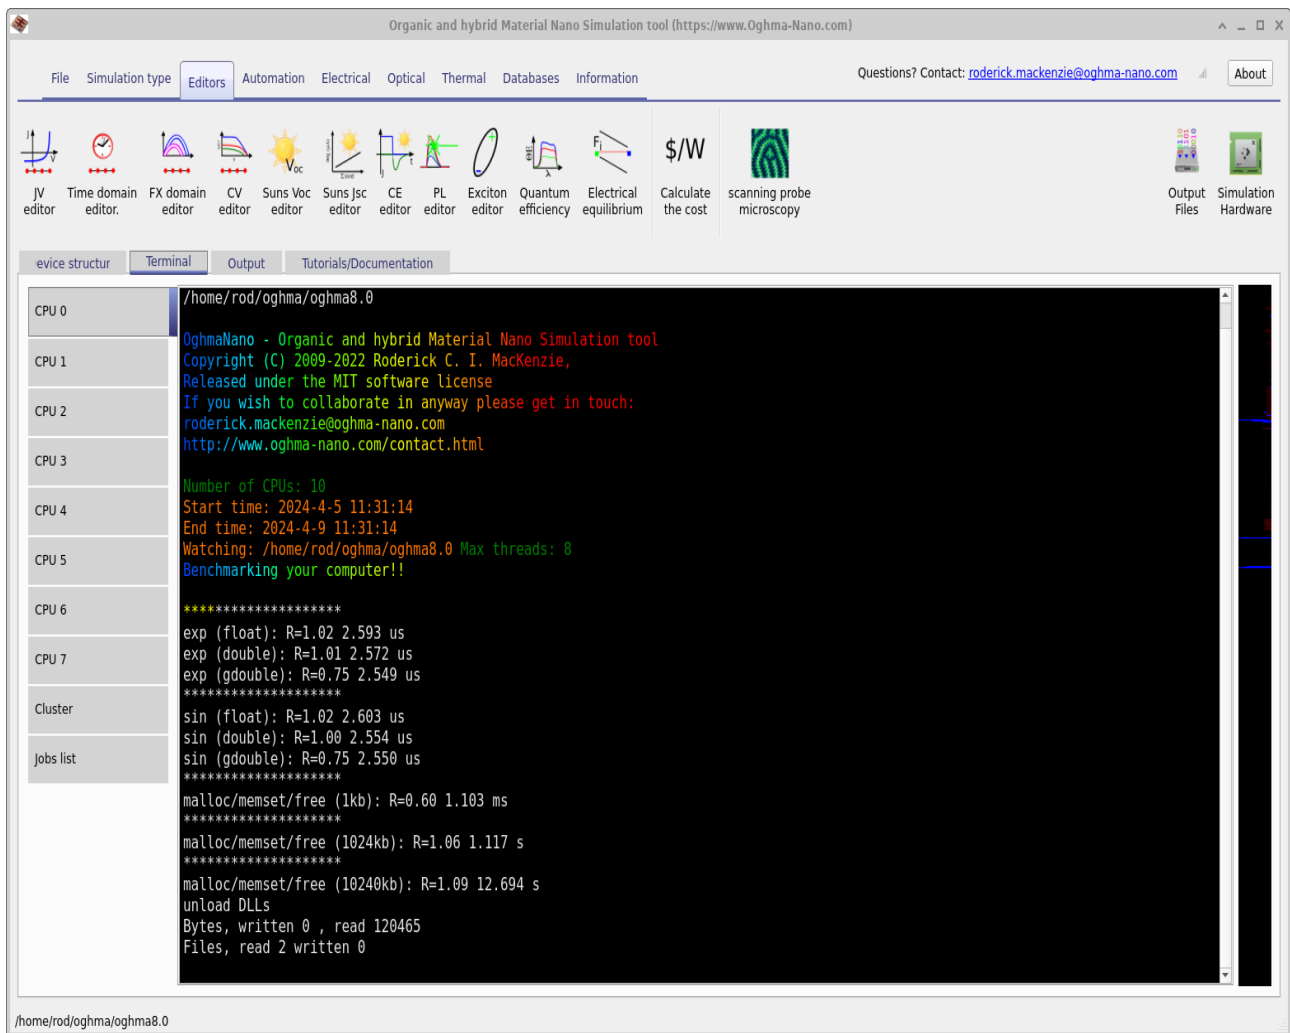 Organic and hybrid Material Nano Simulation tool (https://www.Oghma-Nano.com)
File Simulation type Editors Automation Electrical Optical Thermal Databases Information
Questions? Contact: roderick.mackenzie@oghma-nano.com About
JV editor
Time domain editor.
FX domain editor
CV editor
Suns Voc editor
Suns Jsc editor
CE editor
PL editor
Exciton editor
Quantum efficiency
Electrical equilibrium
$/W
Calculate the cost
scanning probe microscopy
Output Files
Simulation Hardware
evice structur Terminal Output Tutorials/Documentation
CPU 0
CPU 1
CPU 2
CPU 3
CPU 4
CPU 5
CPU 6
CPU 7
Cluster
Jobs list
/home/rod/oghma/oghma8.0
OghmaNano - Organic and hybrid Material Nano Simulation tool
Copyright (C) 2009-2022 Roderick C. I. MacKenzie,
Released under the MIT software license
If you wish to collaborate in anyway please get in touch:
roderick.mackenzie@oghma-nano.com
http://www.oghma-nano.com/contact.html
Number of CPUs: 10
Start time: 2024-4-5 11:31:14
End time: 2024-4-9 11:31:14
Watching: /home/rod/oghma/oghma8.0 Max threads: 8
Benchmarking your computer!!
********************
exp (float): R=1.02 2.593 us
exp (double): R=1.01 2.572 us
exp (gdouble): R=0.75 2.549 us
********************
sin (float): R=1.02 2.603 us
sin (double): R=1.00 2.554 us
sin (gdouble): R=0.75 2.550 us
********************
malloc/memset/free (1kb): R=0.60 1.103 ms
********************
malloc/memset/free (1024kb): R=1.06 1.117 s
********************
malloc/memset/free (10240kb): R=1.09 12.694 s
unload DLLs
Bytes, written 0 , read 120465
Files, read 2 written 0
/home/rod/oghma/oghma8.0